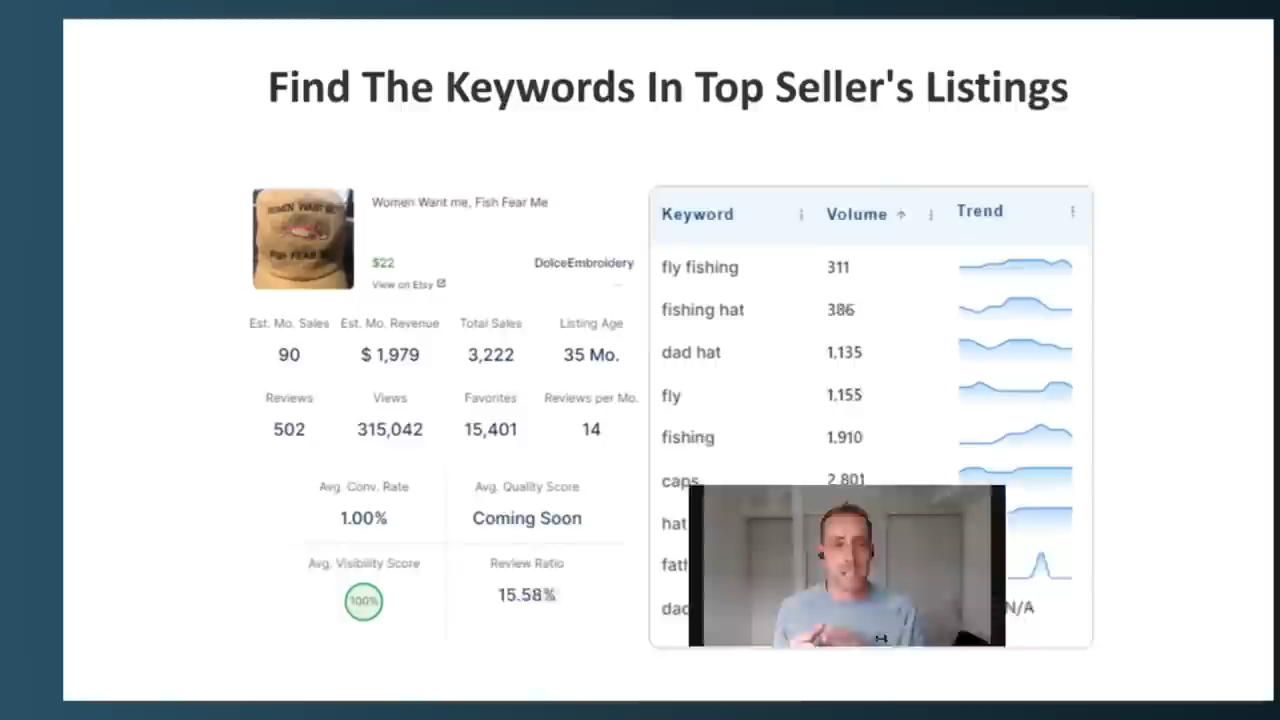 Find The Keywords In Top Seller's Listings
Women Want me, Fish Fear Me
$22
DolceEmbroidery
View on Etsy
Est. Mo. Sales Est. Mo. Revenue Total Sales Listing Age
90 $ 1,979 3,222 35 Mo.
Reviews Views Favorites Reviews per Mo.
502 315,042 15,401 14
Avg. Conv. Rate Avg. Quality Score
1.00% Coming Soon
Avg. Visibility Score Review Ratio
100% 15.58%
Keyword Volume Trend
fly fishing 311
fishing hat 386
dad hat 1,135
fly 1,155
fishing 1,910
caps 2,801
hat
fath
dad
N/A